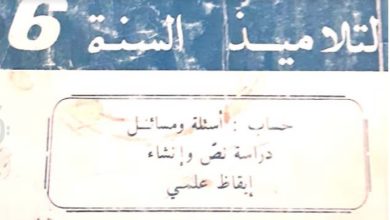 لتلاميذ السنة 6
حساب : أسئلة ومسائل
دراسة نص وإنشاء
إيقاظ علمي